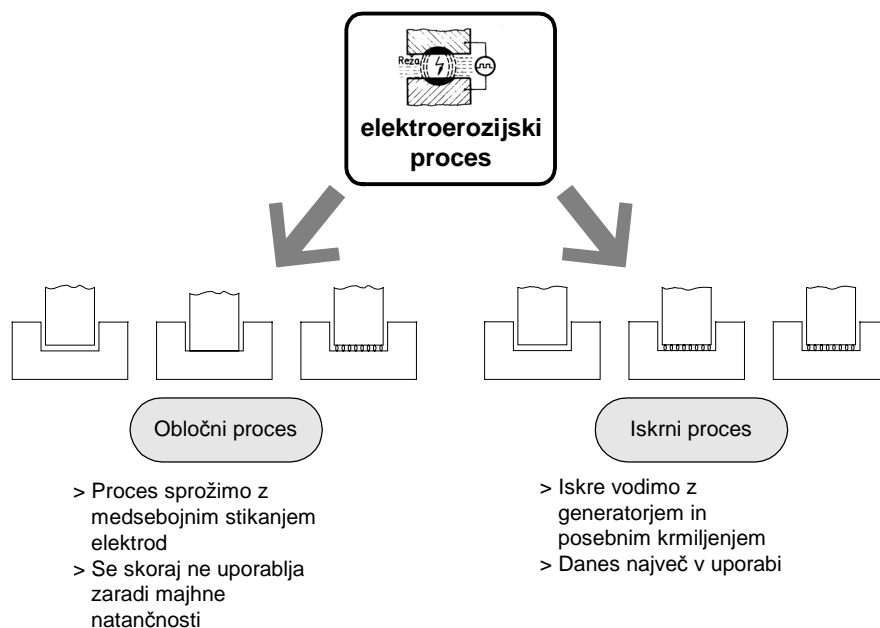 Reža
elektroerozijski
proces
Obločni proces
> Proces sprožimo z
medsebojnim stikanjem
elektrod
> Se skoraj ne uporablja
zaradi majhne
natančnosti
Iskrni proces
> Iskre vodimo z
generatorjem in
posebnim krmiljenjem
> Danes največ v uporabi